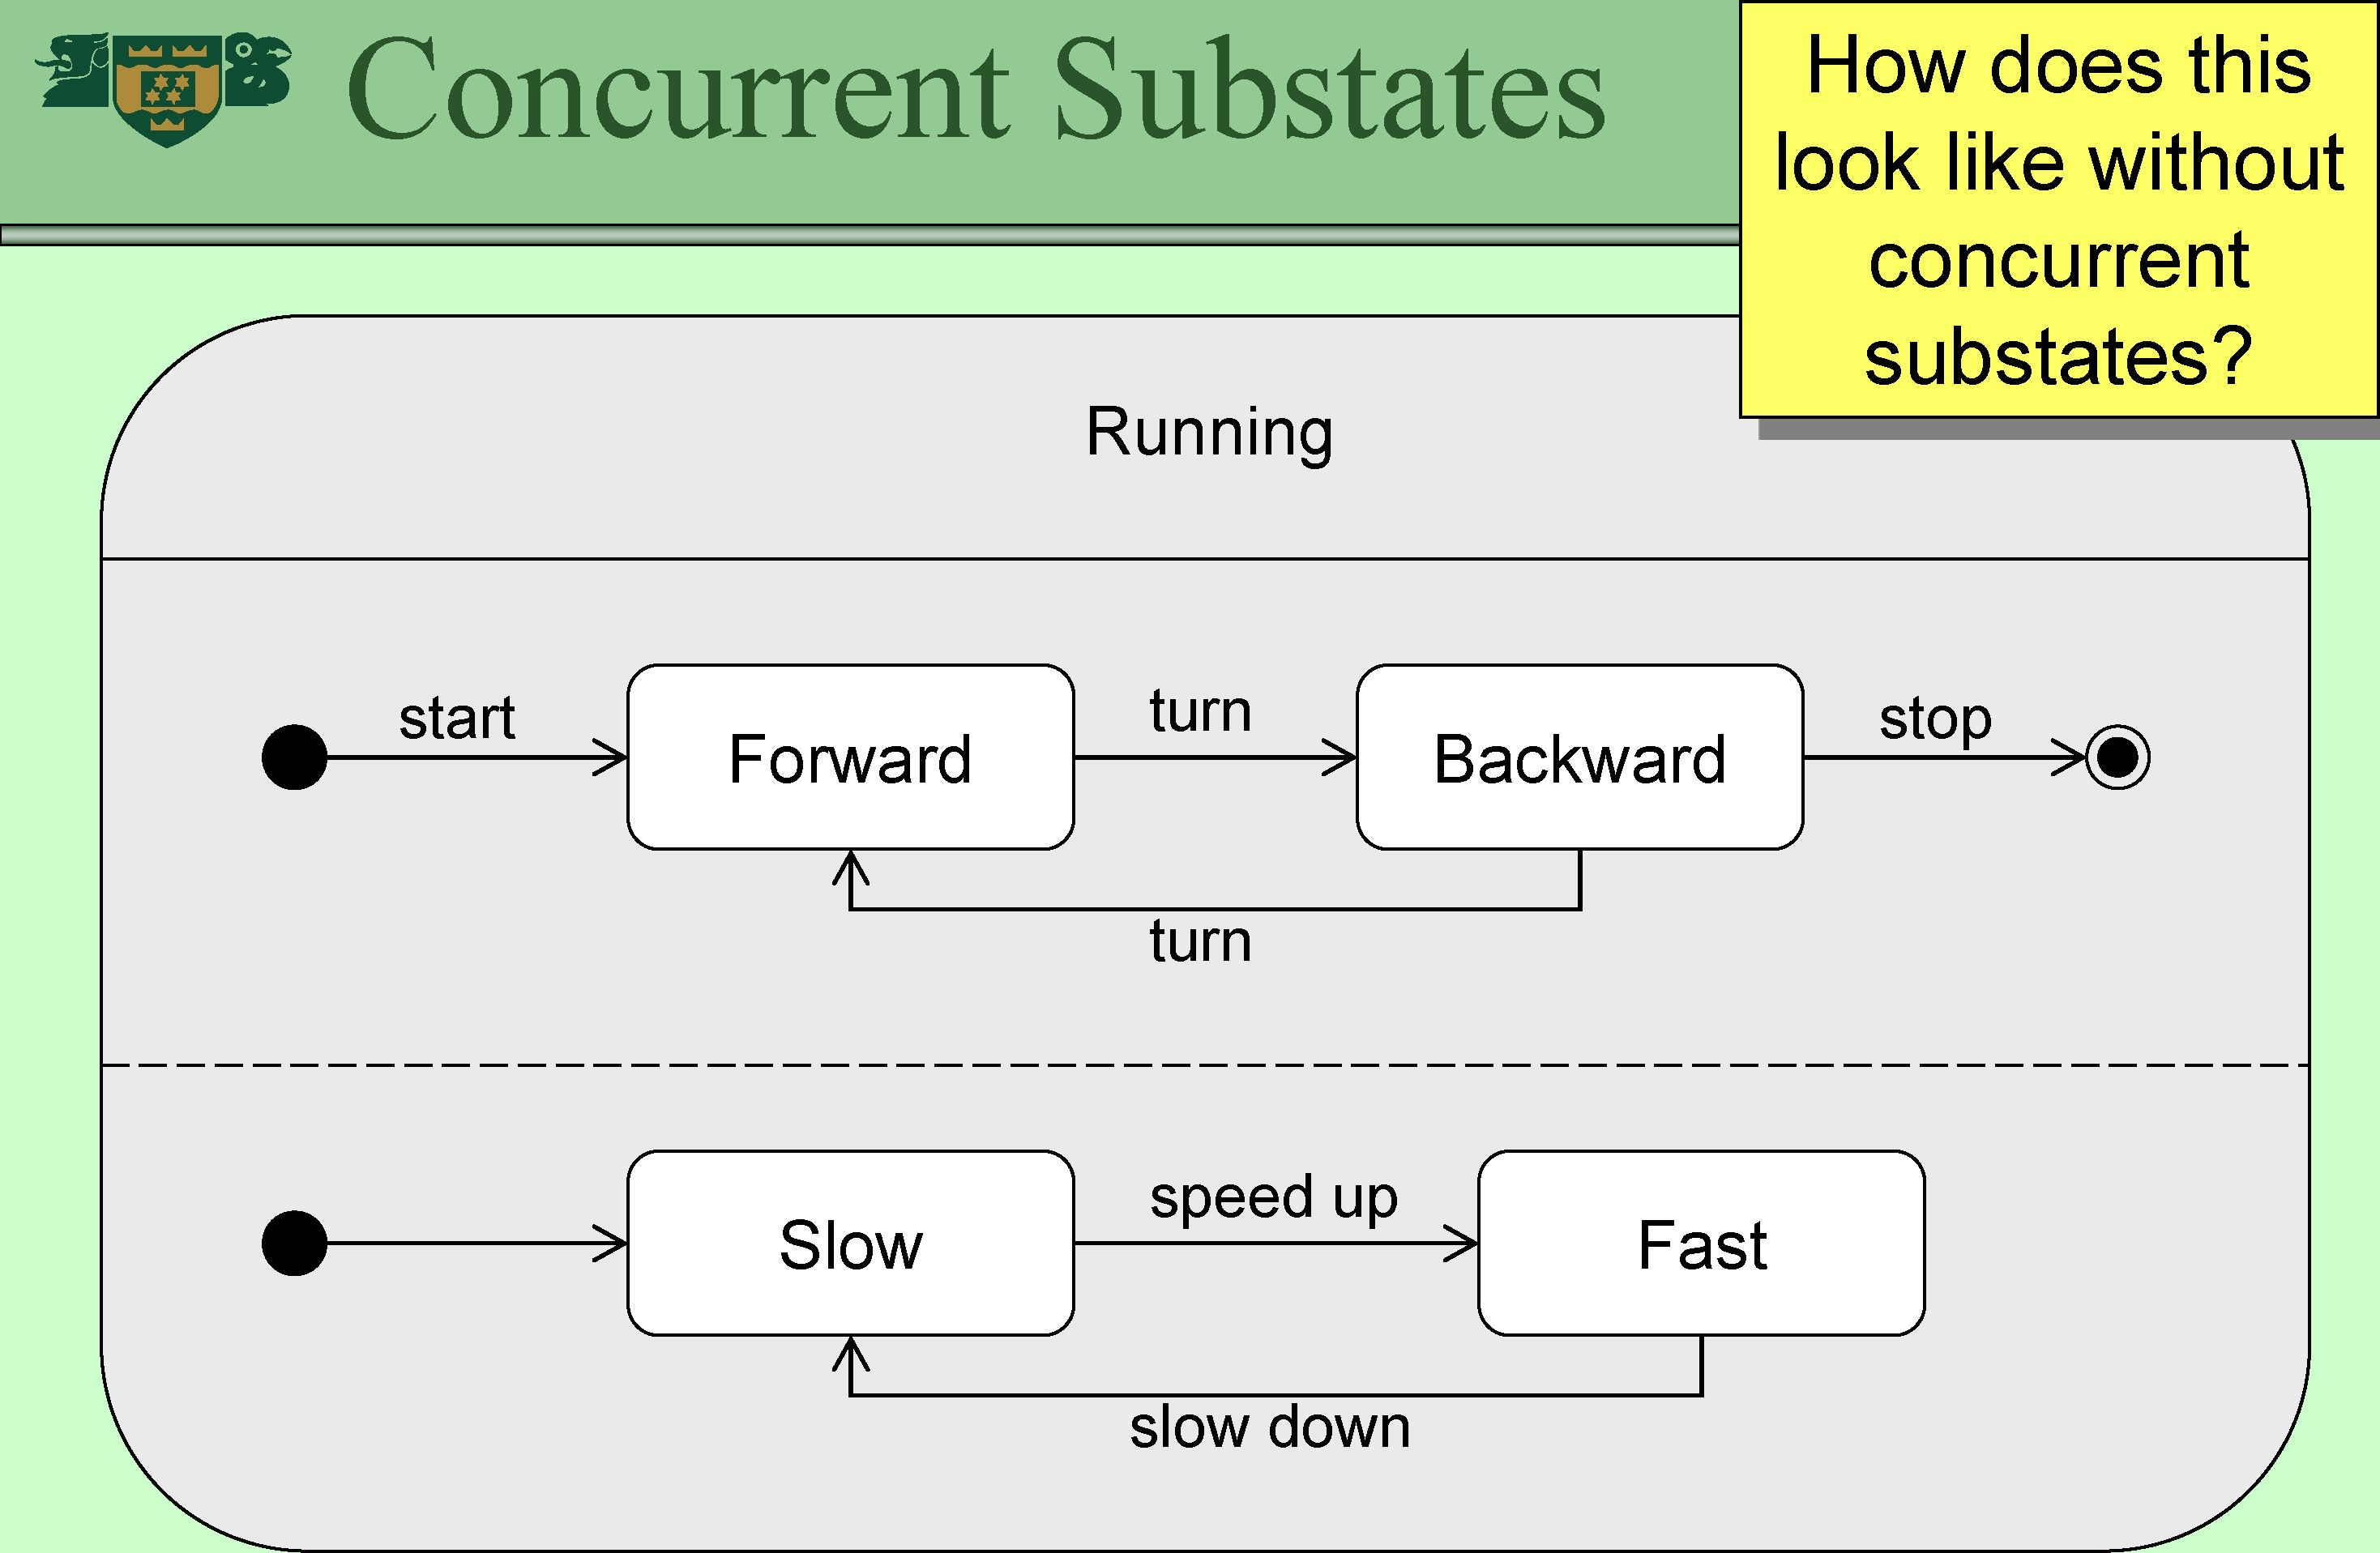 Concurrent Substates
How does this
look like without
concurrent
substates?
Running
start
Forward
turn
Backward
stop
turn
Slow
speed up
Fast
slow down